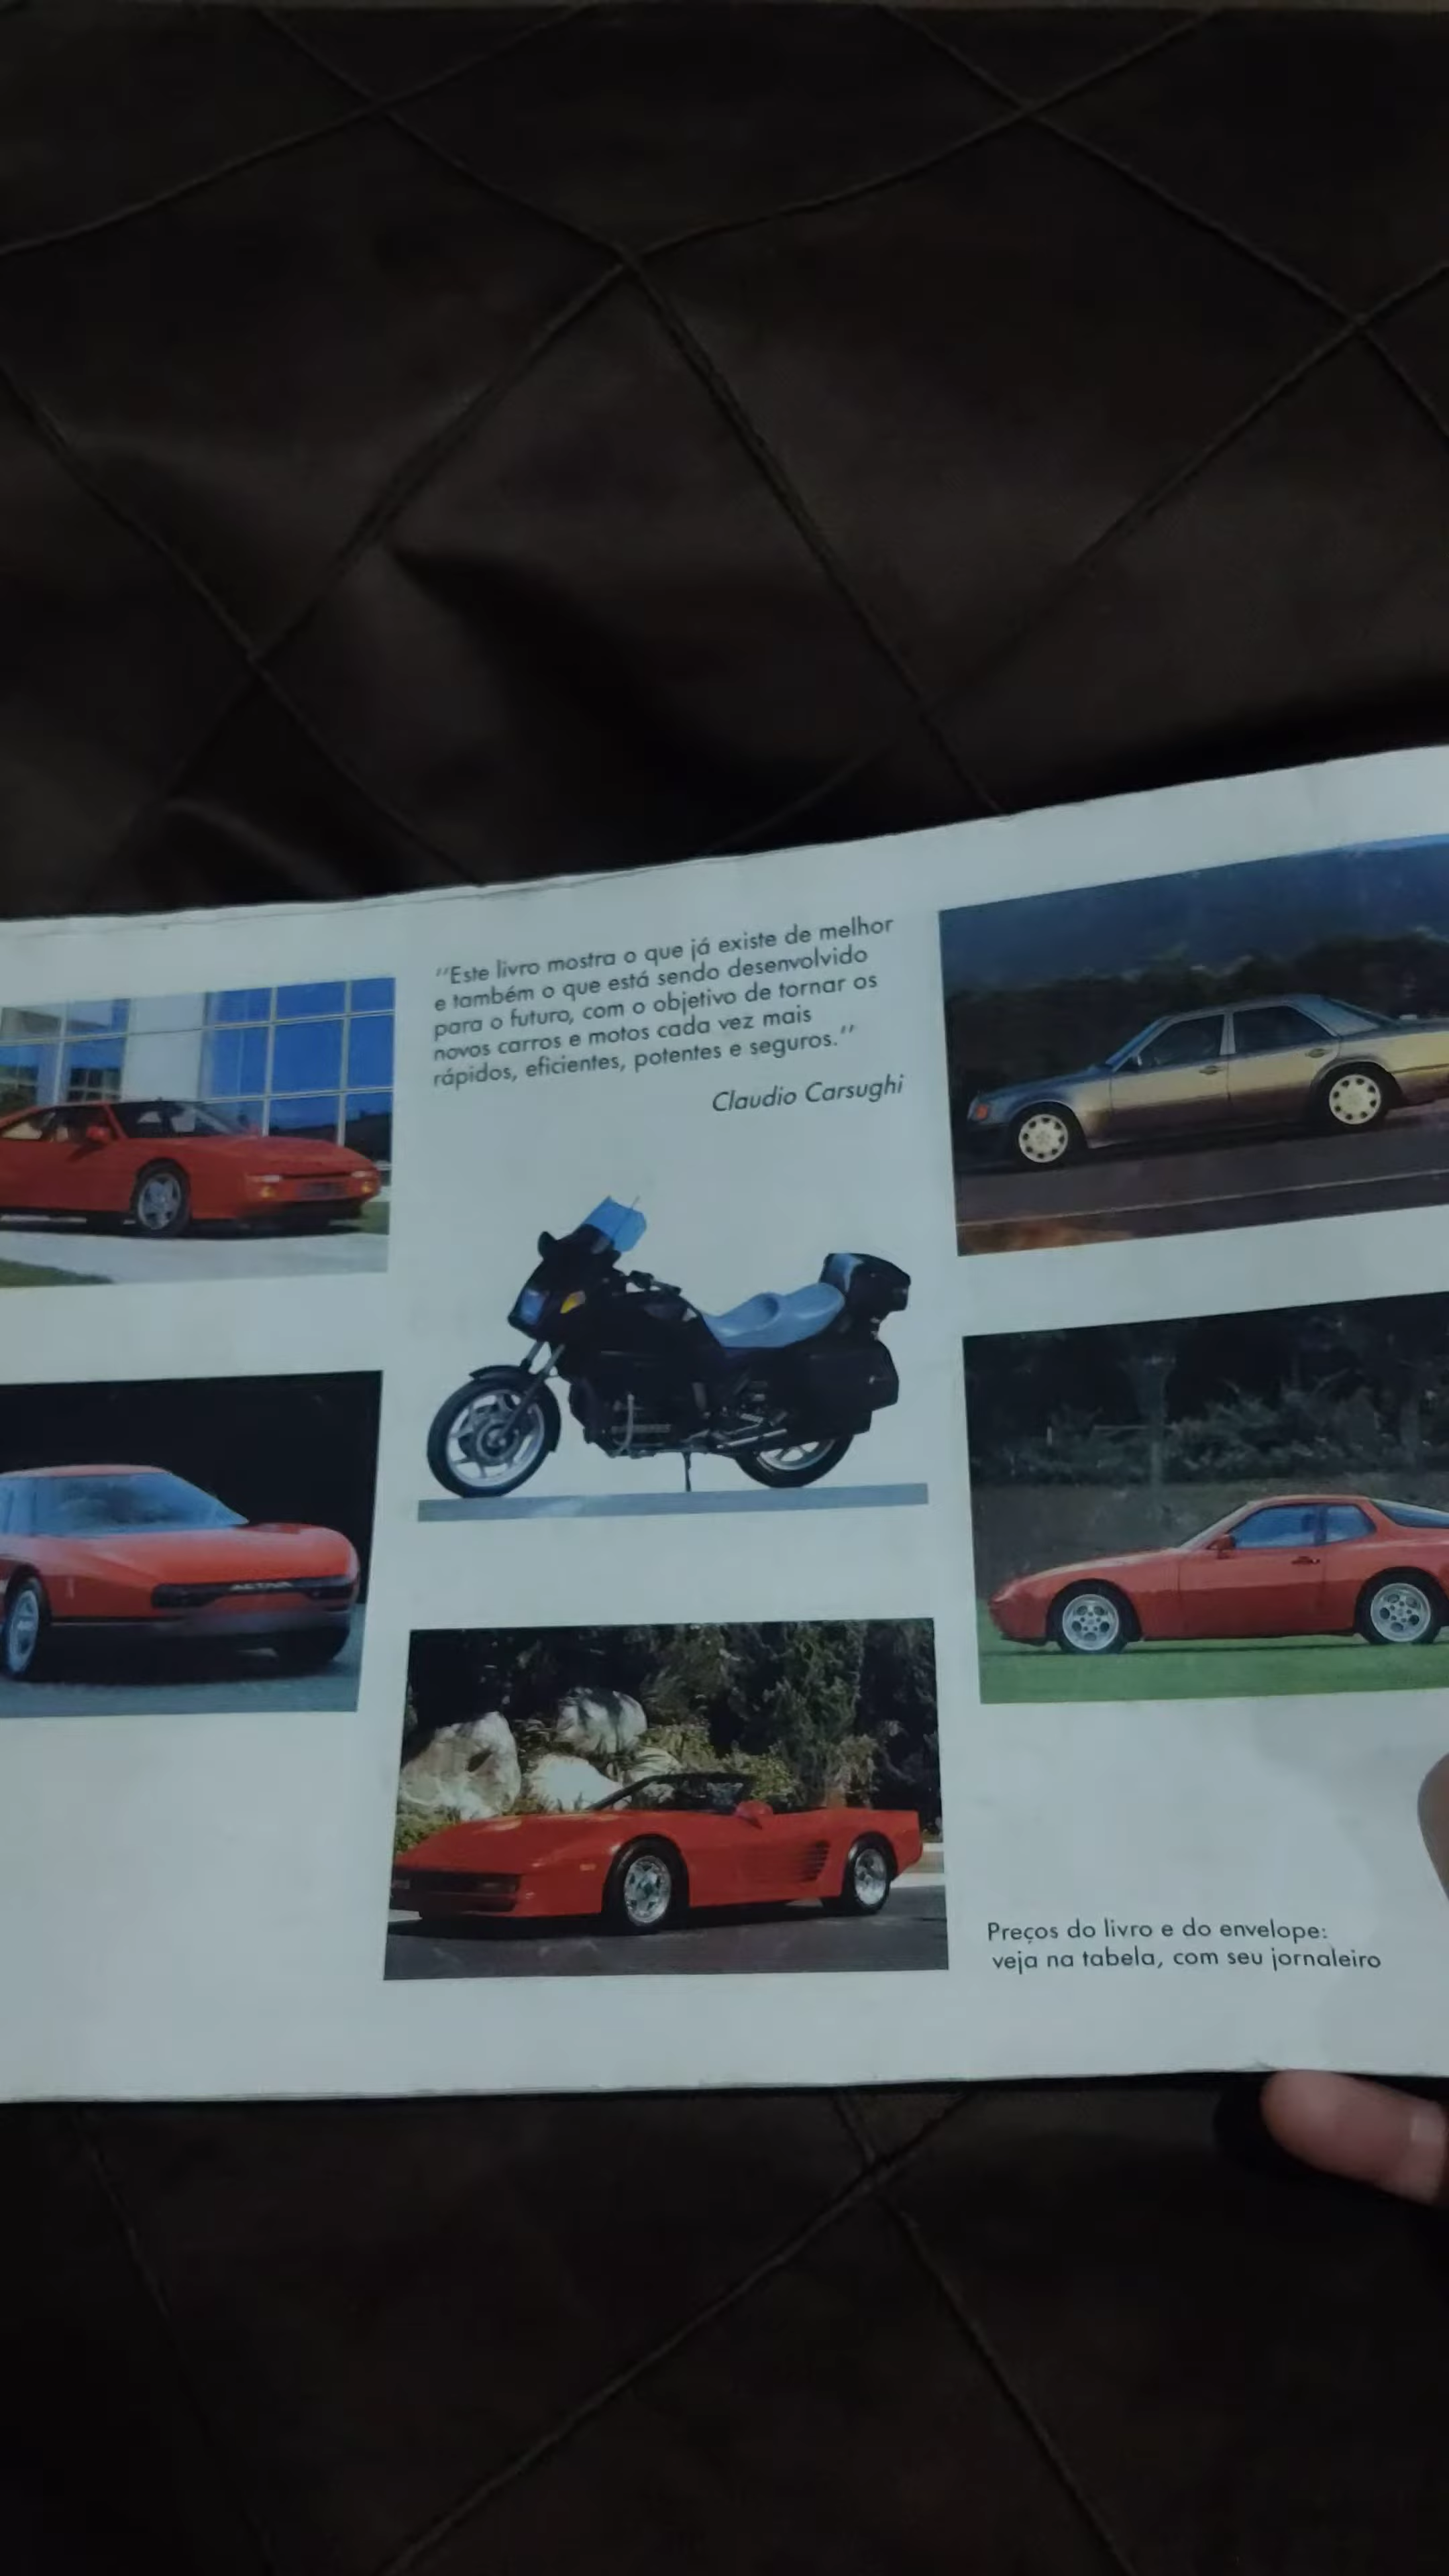 "Este livro mostra o que já existe de melhor
e também o que está sendo desenvolvido
para o futuro, com o objetivo de tornar os
novos carros e motos cada vez mais
rápidos, eficientes, potentes e seguros."
Claudio Carsughi
ACTIVA
Preços do livro e do envelope:
veja na tabela, com seu jornaleiro